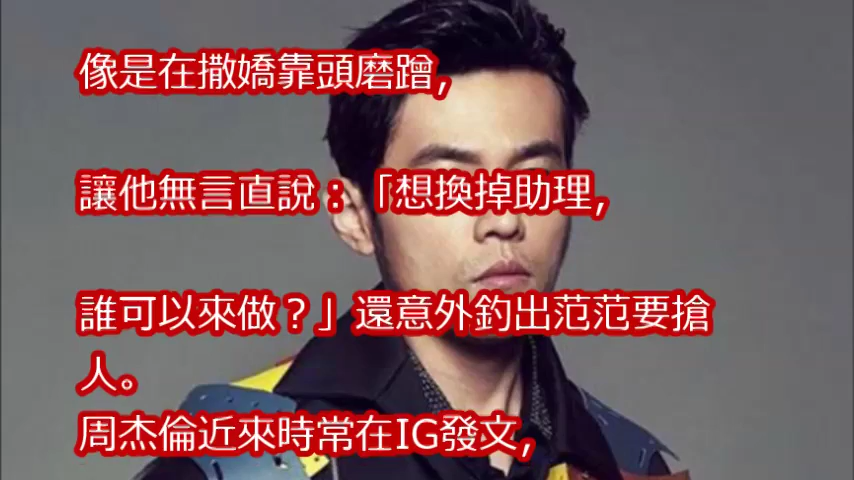 像是在撒嬌靠頭磨蹭,
讓他無言直說：「想換掉助理,
誰可以來做？」還意外釣出范范要搶
人。
周杰倫近來時常在IG發文,